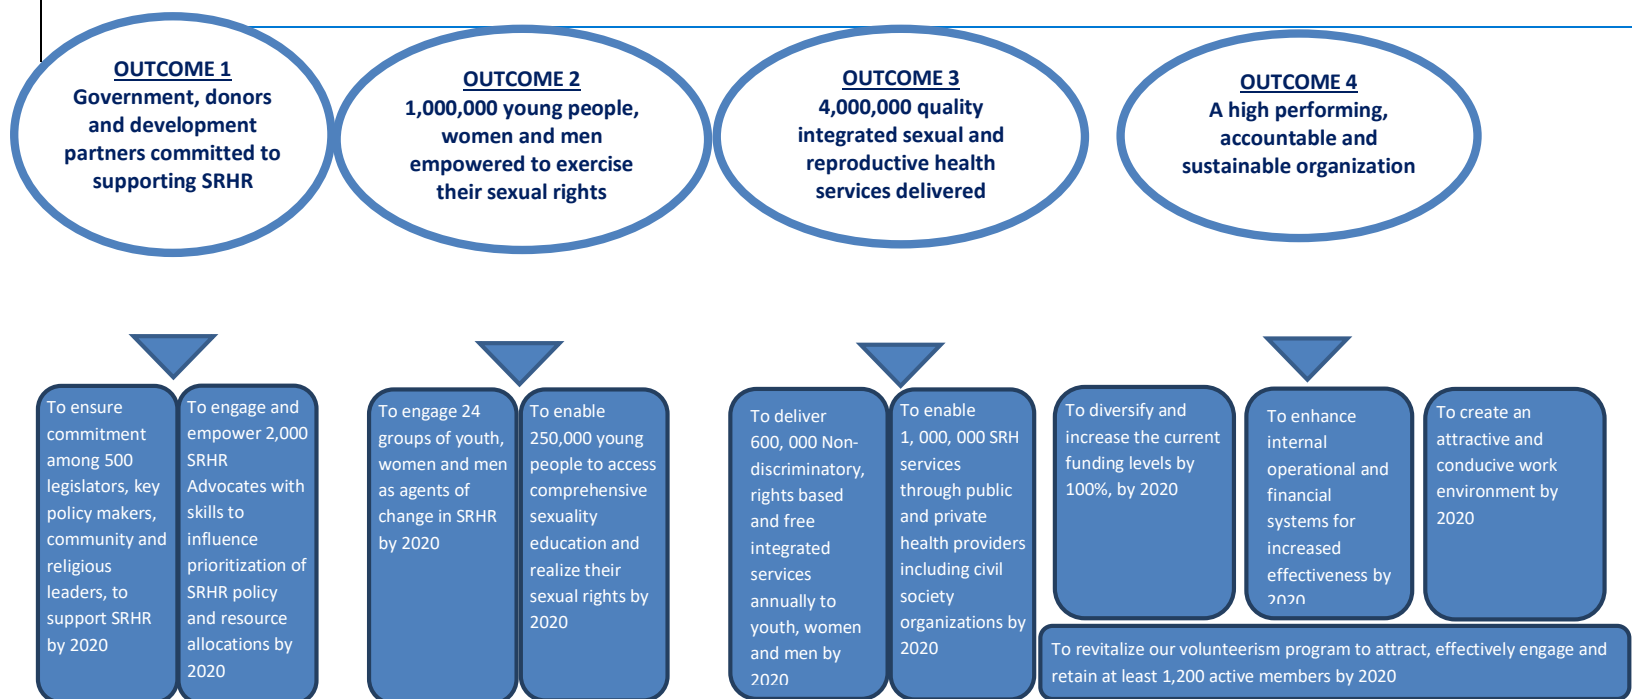 OUTCOME 1
Government, donors
and development
partners committed to
supporting SRHR
OUTCOME 2
1,000,000 young people,
women and men
empowered to exercise
their sexual rights
OUTCOME 3
4,000,000 quality
integrated sexual and
reproductive health
services delivered
OUTCOME 4
A high performing,
accountable and
sustainable organization
To ensure
commitment
among 500
legislators, key
policy makers,
community and
religious
leaders, to
support SRHR
by 2020
To engage and
empower 2,000
SRHR
Advocates with
skills to
influence
prioritization of
SRHR policy
and resource
allocations by
2020
To engage 24
groups of youth,
women and men
as agents of
change in SRHR
by 2020
To enable
250,000 young
people to access
comprehensive
sexuality
education and
realize their
sexual rights by
2020
To deliver
600, 000 Non-
discriminatory,
rights based
and free
integrated
services
annually to
youth, women
and men by
2020
To enable
1, 000, 000 SRH
services
through public
and private
health providers
including civil
society
organizations by
2020
To diversify and
increase the current
funding levels by
100%, by 2020
To enhance
internal
operational and
financial
systems for
increased
effectiveness by
2020
To create an
attractive and
conducive work
environment by
2020
To revitalize our volunteerism program to attract, effectively engage and
retain at least 1,200 active members by 2020